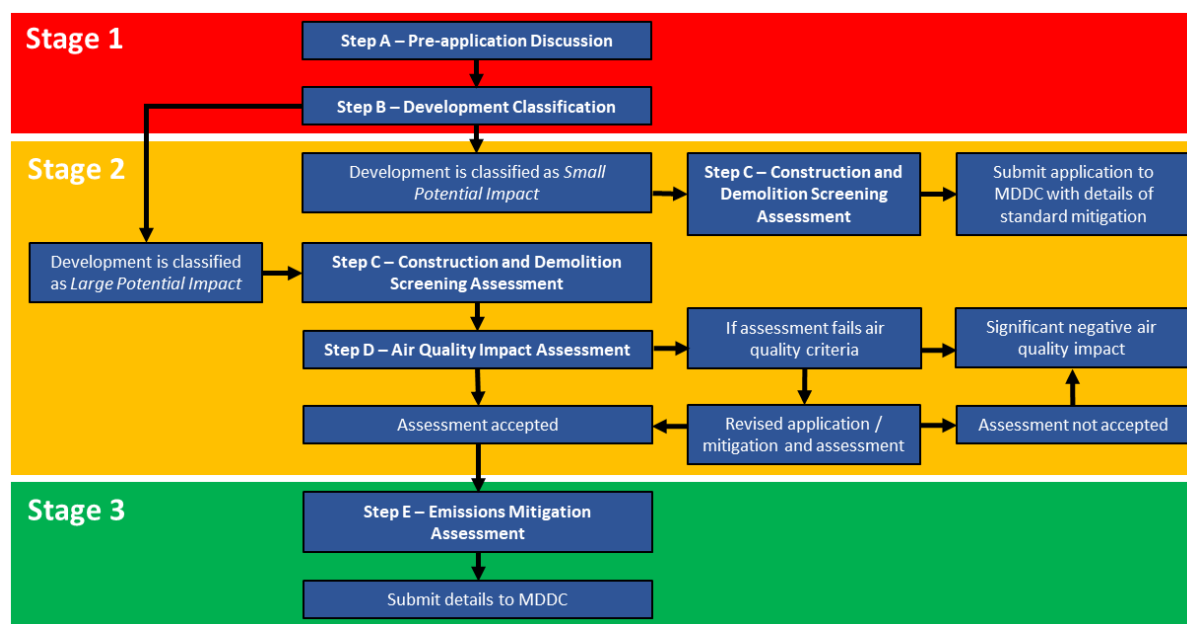 Stage 1
Step A – Pre-application Discussion
Step B – Development Classification
Stage 2
Development is classified as Small
Potential Impact
Step C – Construction and
Demolition Screening
Assessment
Submit application to
MDDC with details of
standard mitigation
Development is classified
as Large Potential Impact
Step C – Construction and Demolition
Screening Assessment
Step D – Air Quality Impact Assessment
If assessment fails air
quality criteria
Significant negative air
quality impact
Assessment accepted
Revised application /
mitigation and assessment
Assessment not accepted
Stage 3
Step E – Emissions Mitigation
Assessment
Submit details to MDDC